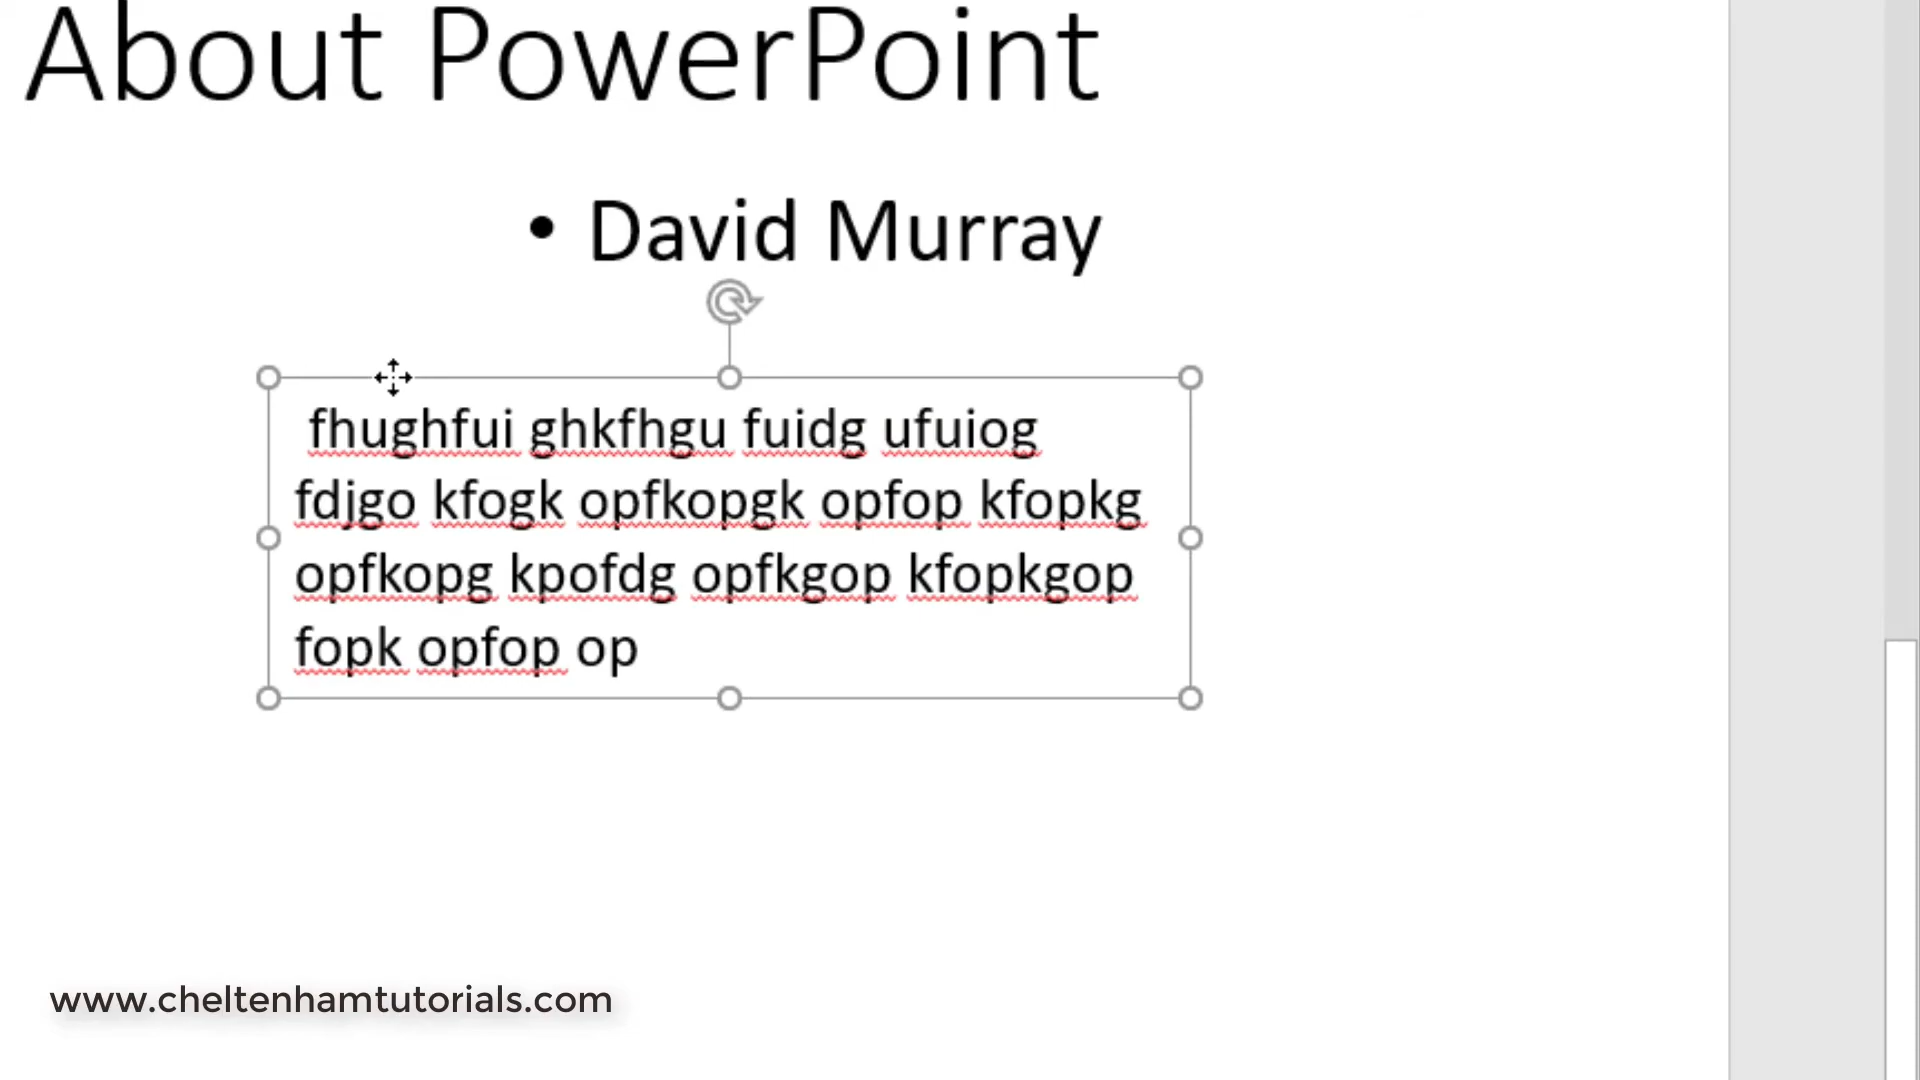 About PowerPoint
• David Murray
fhughfui ghkfhgu fuidg ufuiog
fdjgo kfogk opfkopgk opfop kfopkg
opfkopg kpofdg opfkgop kfopkgop
fopk opfop op
www.cheltenhamtutorials.com